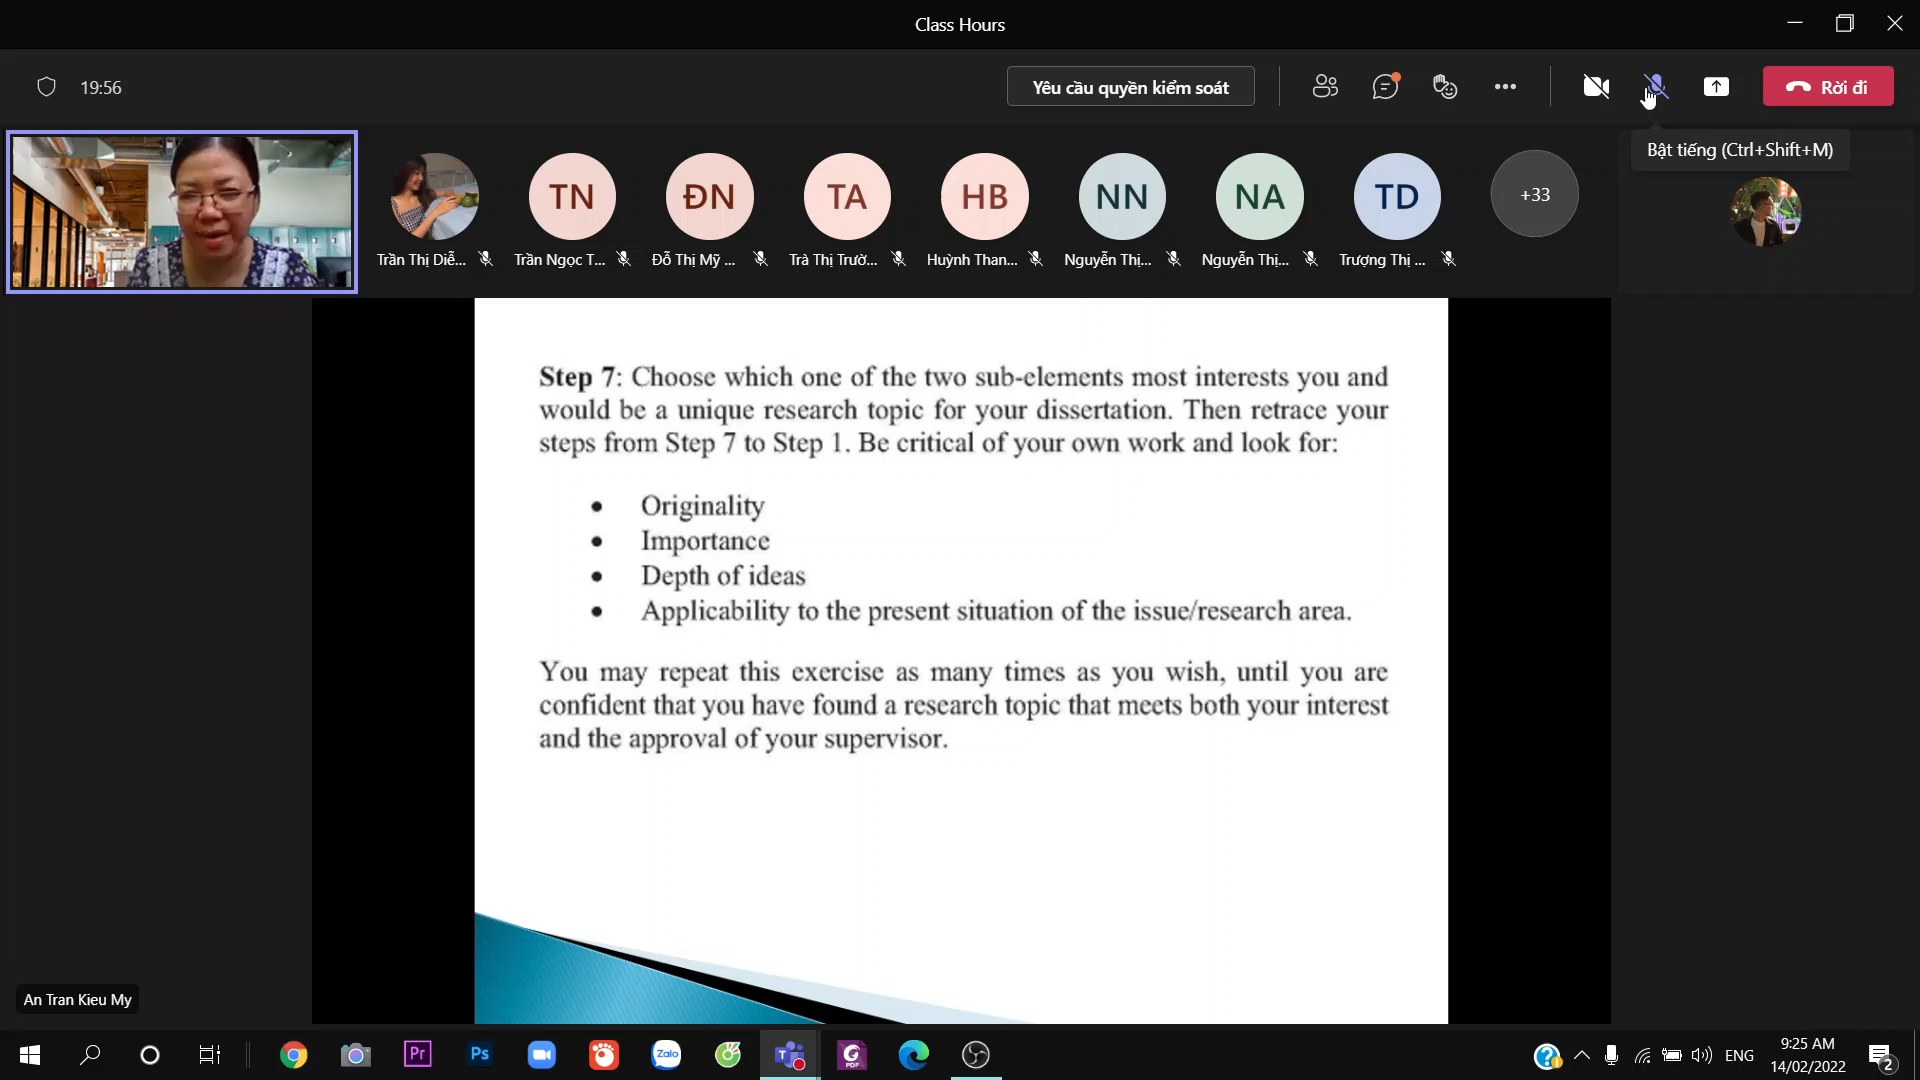 Class Hours
19:56
Yêu cầu quyền kiểm soát
Rời đi
Bật tiếng (Ctrl+Shift+M)
TN
ĐN
TA
HB
NN
NA
TD
+33
Trần Thị Diễ...
Trần Ngọc T...
Đỗ Thị Mỹ ...
Trà Thị Trườ...
Huỳnh Than...
Nguyễn Thị...
Nguyễn Thị...
Trượng Thị ...
Step 7: Choose which one of the two sub-elements most interests you and
would be a unique research topic for your dissertation. Then retrace your
steps from Step 7 to Step 1. Be critical of your own work and look for:
• Originality
• Importance
• Depth of ideas
• Applicability to the present situation of the issue/research area.
You may repeat this exercise as many times as you wish, until you are
confident that you have found a research topic that meets both your interest
and the approval of your supervisor.
An Tran Kieu My
Pr
Ps
Zalo
T
PDF
ENG
9:25 AM
14/02/2022
2